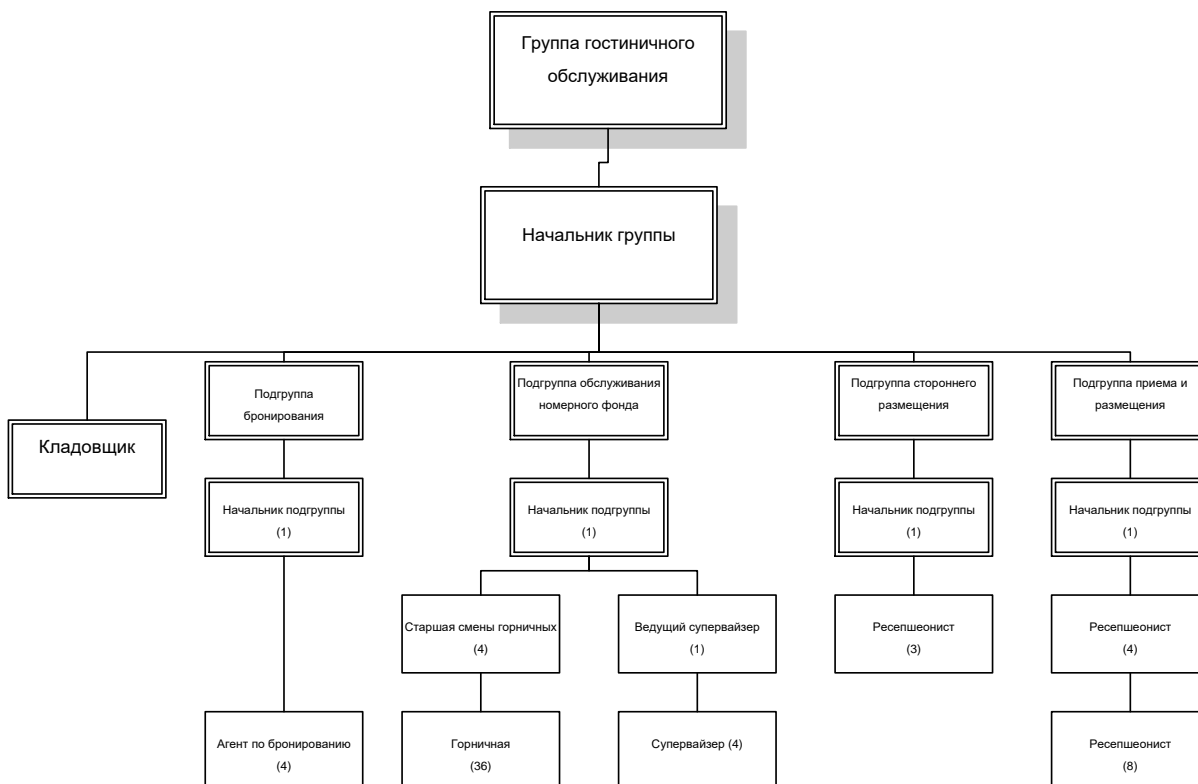 Группа гостиничного
обслуживания
Начальник группы
Кладовщик
Подгруппа
бронирования
Подгруппа обслуживания
номерного фонда
Подгруппа стороннего
размещения
Подгруппа приема и
размещения
Начальник подгруппы
(1)
Начальник подгруппы
(1)
Начальник подгруппы
(1)
Начальник подгруппы
(1)
Старшая смены горничных
(4)
Ведущий супервайзер
(1)
Ресепшеонист
(3)
Ресепшеонист
(4)
Агент по бронированию
(4)
Горничная
(36)
Супервайзер (4)
Ресепшеонист
(8)